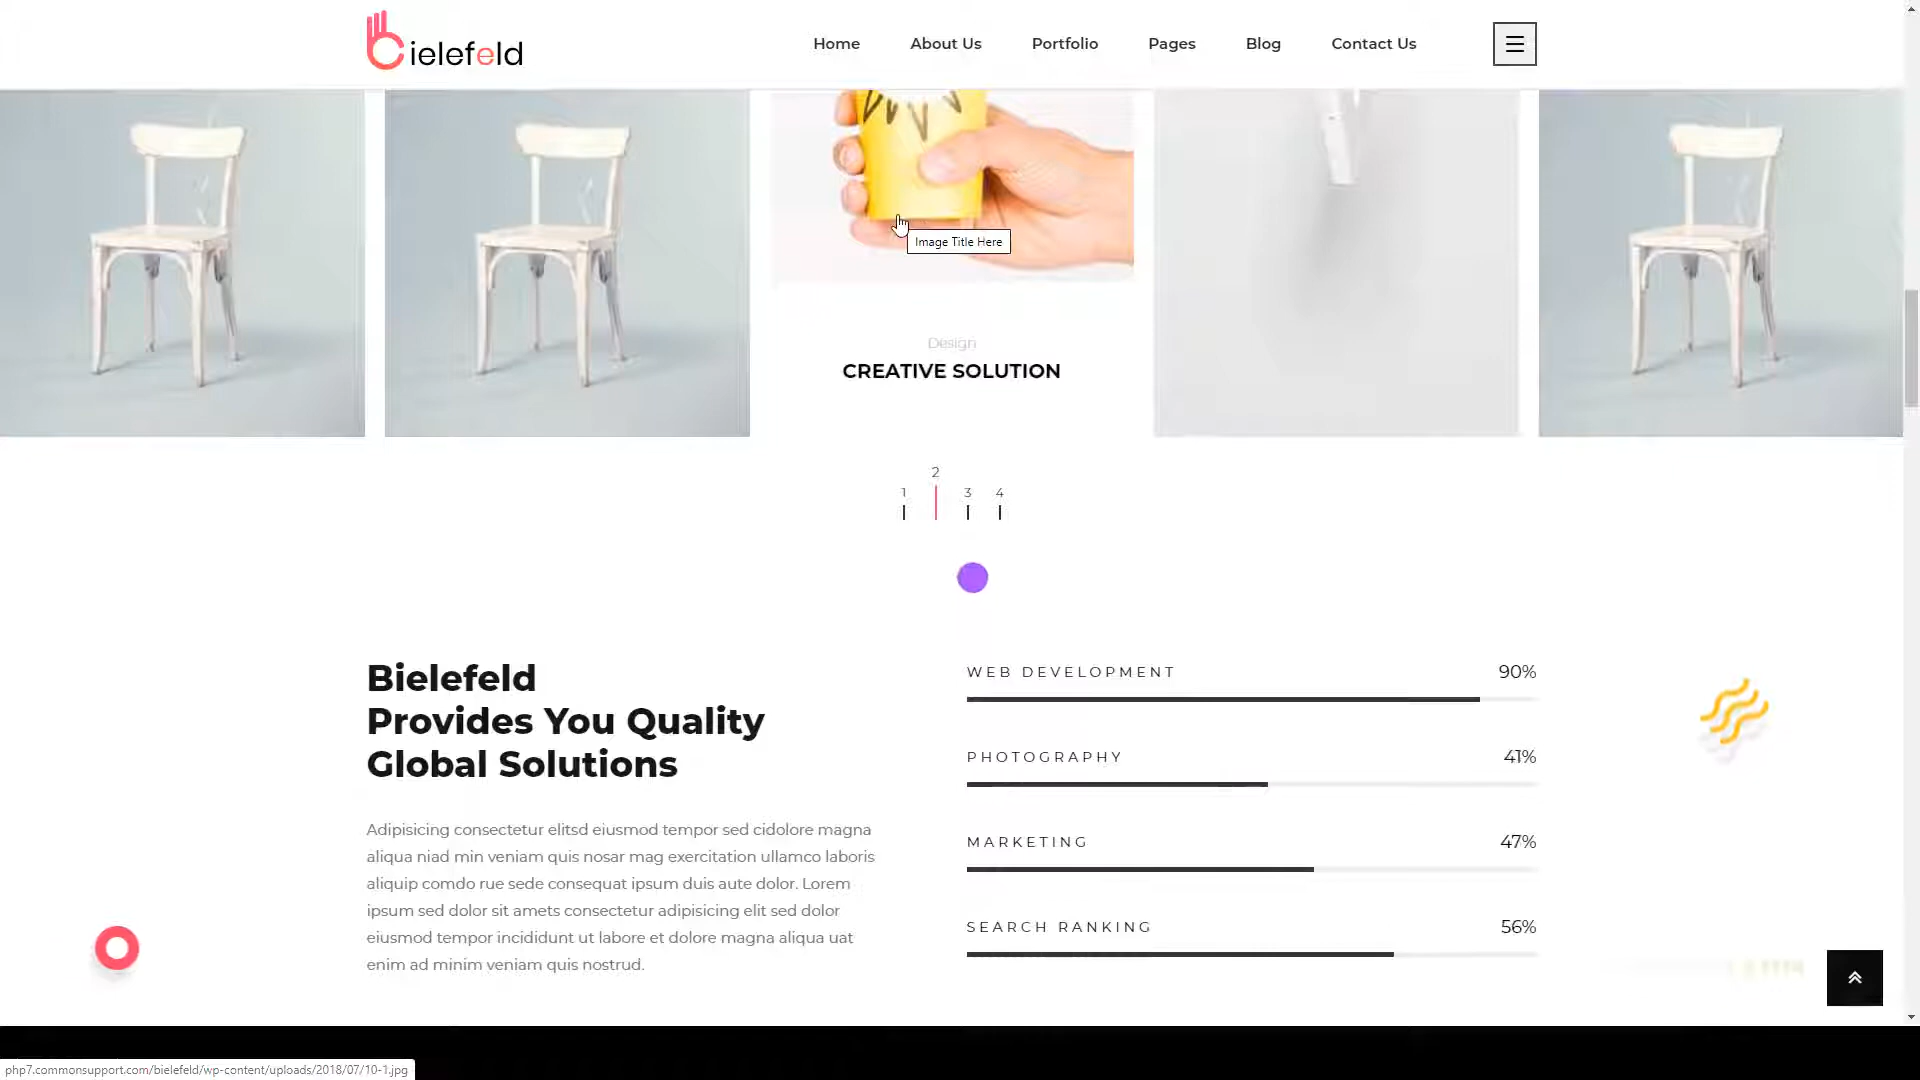 Bielefeld
Home About Us Portfolio Pages Blog Contact Us
Image Title Here
Design
CREATIVE SOLUTION
1 2 3 4
Bielefeld
Provides You Quality
Global Solutions
Adipisicing consectetur elitsd eiusmod tempor sed cidolore magna
aliqua niad min veniam quis nosar mag exercitation ullamco laboris
aliquip comdo rue sede consequat ipsum duis aute dolor. Lorem
ipsum sed dolor sit amets consectetur adipisicing elit sed dolor
eiusmod tempor incididunt ut labore et dolore magna aliqua uat
enim ad minim veniam quis nostrud.
WEB DEVELOPMENT 90%
PHOTOGRAPHY 41%
MARKETING 47%
SEARCH RANKING 56%
php7.commonsupport.com/bielefeld/wp-content/uploads/2018/07/10-1.jpg